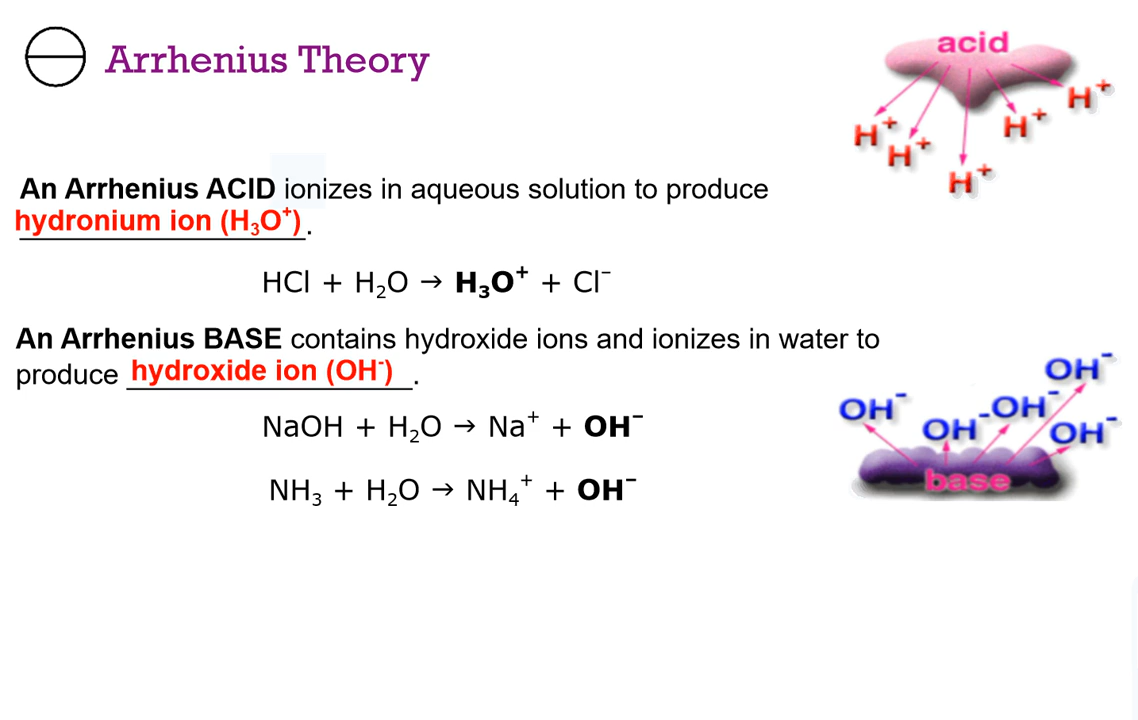 Arrhenius Theory
acid
H⁺
H⁺
H⁺
H⁺
H⁺
An Arrhenius ACID ionizes in aqueous solution to produce
hydronium ion (H₃O⁺).
HCl + H₂O → H₃O⁺ + Cl⁻
An Arrhenius BASE contains hydroxide ions and ionizes in water to
produce hydroxide ion (OH⁻).
NaOH + H₂O → Na⁺ + OH⁻
NH₃ + H₂O → NH₄⁺ + OH⁻
OH⁻
OH⁻
OH⁻
OH⁻
OH⁻
base